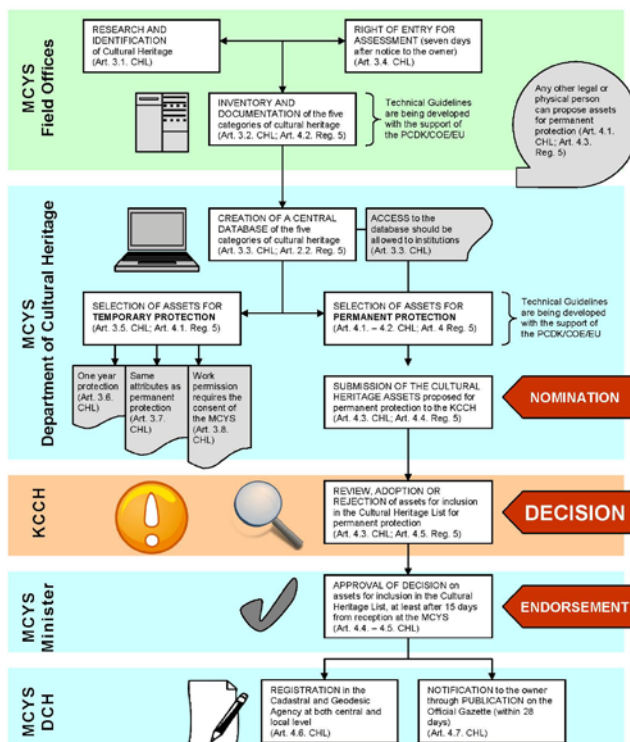 MCYS
Field Offices
RESEARCH AND
IDENTIFICATION
of Cultural Heritage
(Art. 3.1. CHL)
RIGHT OF ENTRY FOR
ASSESSMENT (seven days
after notice to the owner)
(Art. 3.4. CHL)
INVENTORY AND
DOCUMENTATION of the five
categories of cultural heritage
(Art. 3.2. CHL; Art. 4.2. Reg. 5)
Technical Guidelines
are being developed
with the support of
the PCDK/COE/EU
Any other legal or
physical person
can propose assets
for permanent
protection (Art. 4.1.
CHL; Art. 4.3.
Reg. 5)
MCYS
Department of Cultural Heritage
CREATION OF A CENTRAL
DATABASE of the five
categories of cultural heritage
(Art. 3.3. CHL; Art. 2.2. Reg. 5)
ACCESS to the
database should be
allowed to institutions
(Art. 3.3. CHL)
SELECTION OF ASSETS FOR
TEMPORARY PROTECTION
(Art. 3.5. CHL; Art. 4.1. Reg. 5)
SELECTION OF ASSETS FOR
PERMANENT PROTECTION
(Art. 4.1. – 4.2. CHL; Art. 4 Reg. 5)
Technical Guidelines
are being developed
with the support of
the PCDK/COE/EU
One year
protection
(Art. 3.6.
CHL)
Same
attributes as
permanent
protection
(Art. 3.7.
CHL)
Work
permission
requires the
consent of
the MCYS
(Art. 3.8.
CHL)
SUBMISSION OF THE CULTURAL
HERITAGE ASSETS proposed for
permanent protection to the KCCH
(Art. 4.3. CHL; Art. 4.4. Reg. 5)
NOMINATION
KCCH
REVIEW, ADOPTION OR
REJECTION of assets for inclusion
in the Cultural Heritage List for
permanent protection
(Art. 4.3. CHL; Art. 4.5. Reg. 5)
DECISION
MCYS
Minister
APPROVAL OF DECISION on
assets for inclusion in the Cultural
Heritage List, at least after 15 days
from reception at the MCYS
(Art. 4.4. – 4.5. CHL)
ENDORSEMENT
MCYS
DCH
REGISTRATION in the
Cadastral and Geodesic
Agency at both central and
local level
(Art. 4.6. CHL)
NOTIFICATION to the owner
through PUBLICATION on the
Official Gazette (within 28
days)
(Art. 4.7. CHL)